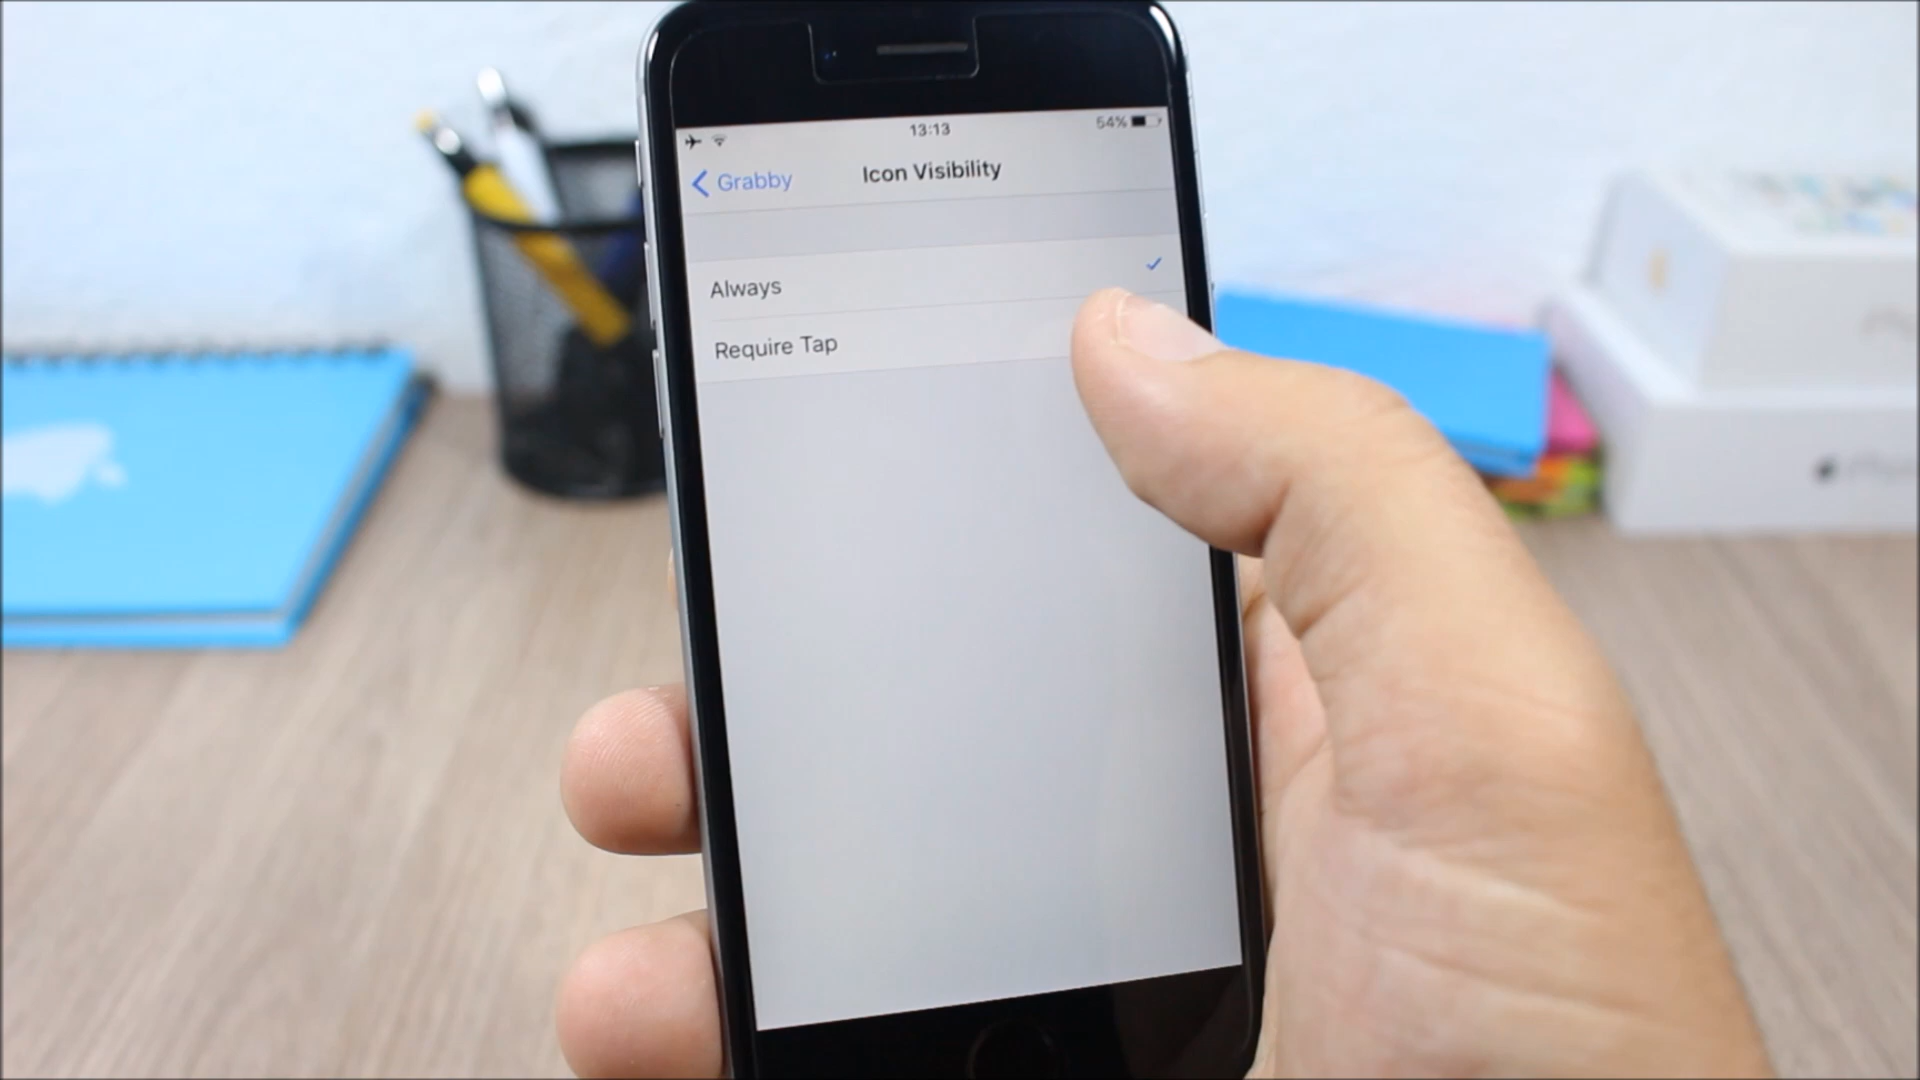 13:13
54%
Grabby
Icon Visibility
Always
Require Tap